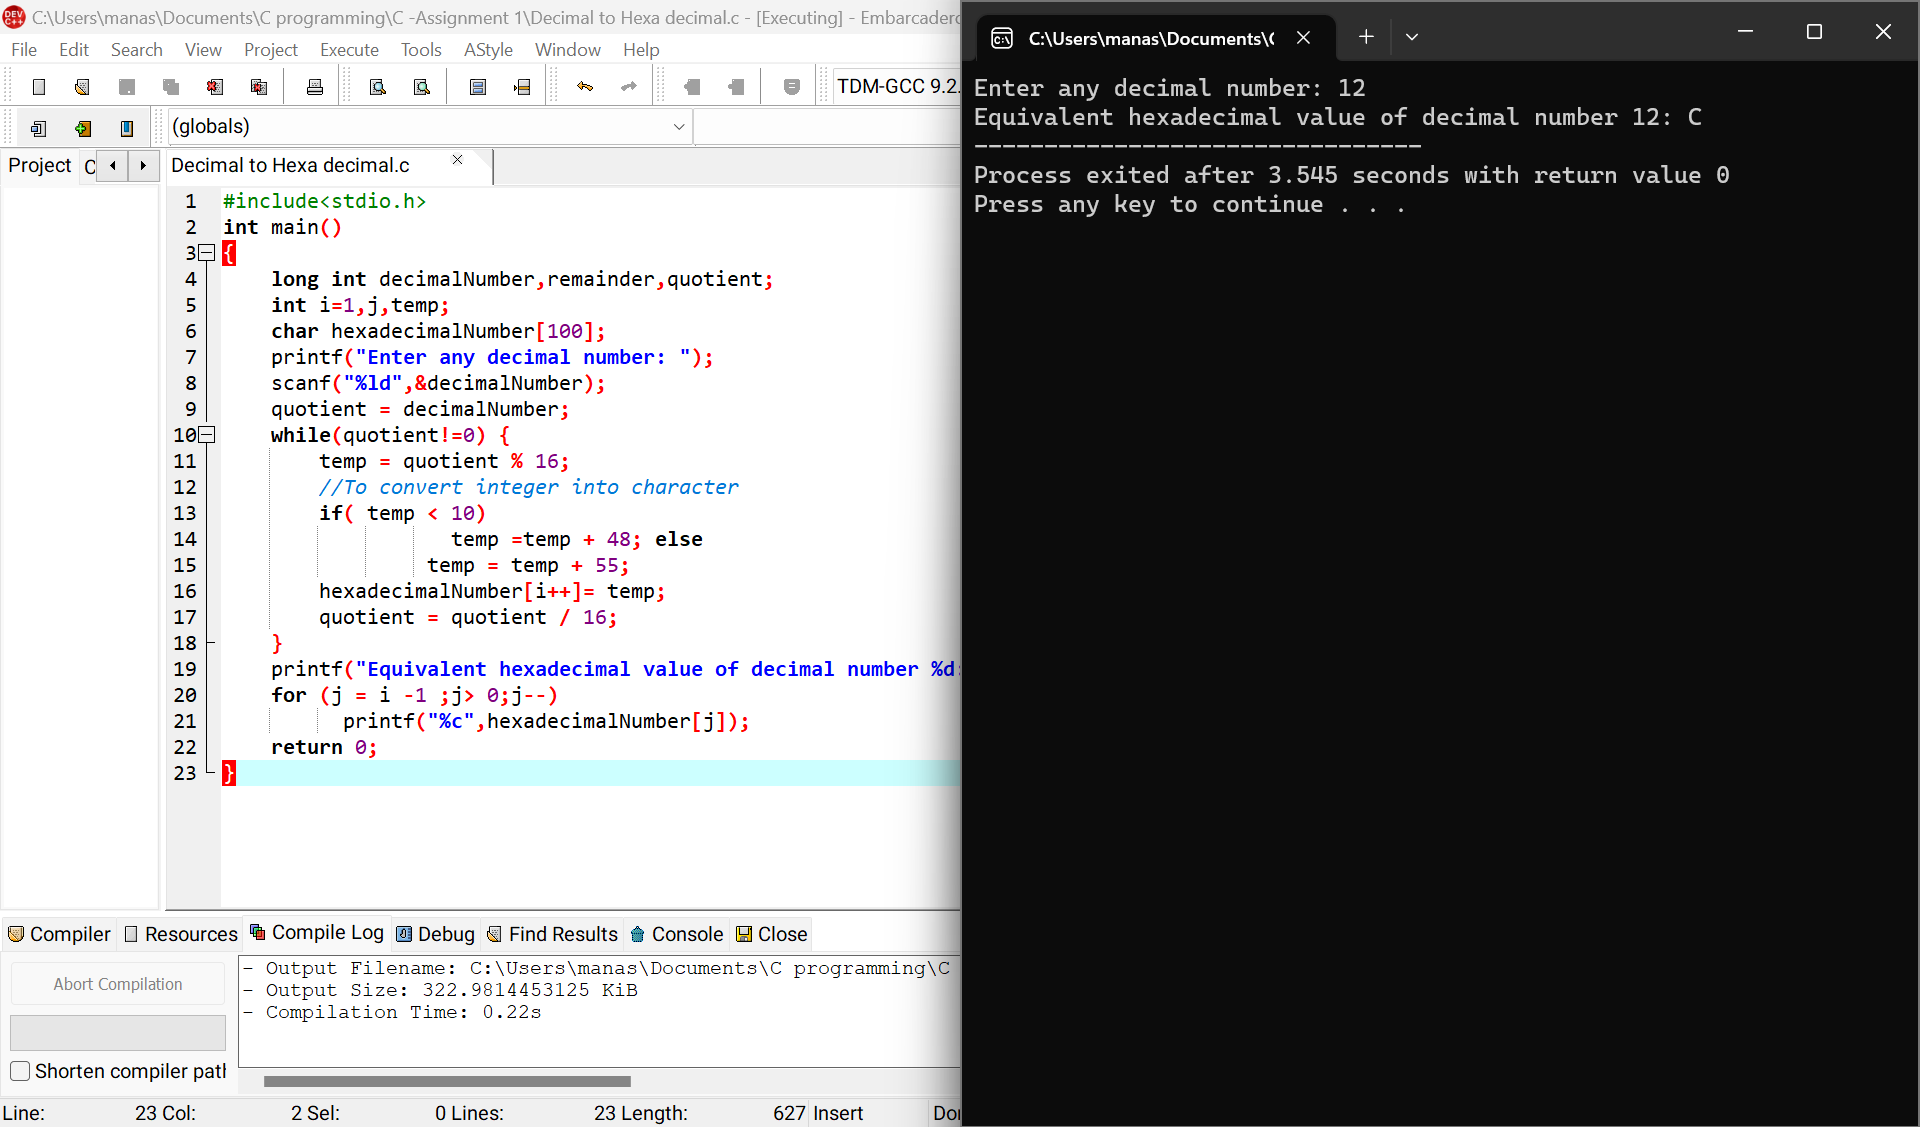 C:\Users\manas\Documents\C programming\C -Assignment 1\Decimal to Hexa decimal.c - [Executing] - Embarcadero
File Edit Search View Project Execute Tools AStyle Window Help
TDM-GCC 9.2.
(globals)
Project C Decimal to Hexa decimal.c
1 #include<stdio.h>
2 int main()
3 {
4 long int decimalNumber,remainder,quotient;
5 int i=1,j,temp;
6 char hexadecimalNumber[100];
7 printf("Enter any decimal number: ");
8 scanf("%ld",&decimalNumber);
9 quotient = decimalNumber;
10 while(quotient!=0) {
11 temp = quotient % 16;
12 //To convert integer into character
13 if( temp < 10)
14 temp =temp + 48; else
15 temp = temp + 55;
16 hexadecimalNumber[i++]= temp;
17 quotient = quotient / 16;
18 }
19 printf("Equivalent hexadecimal value of decimal number %d:
20 for (j = i -1 ;j> 0;j--)
21 printf("%c",hexadecimalNumber[j]);
22 return 0;
23 }
Compiler Resources Compile Log Debug Find Results Console Close
Abort Compilation
Shorten compiler path
- Output Filename: C:\Users\manas\Documents\C programming\C
- Output Size: 322.9814453125 KiB
- Compilation Time: 0.22s
Line: 23 Col: 2 Sel: 0 Lines: 23 Length: 627 Insert Don
C:\Users\manas\Documents\(
Enter any decimal number: 12
Equivalent hexadecimal value of decimal number 12: C
--------------------------------
Process exited after 3.545 seconds with return value 0
Press any key to continue . . .